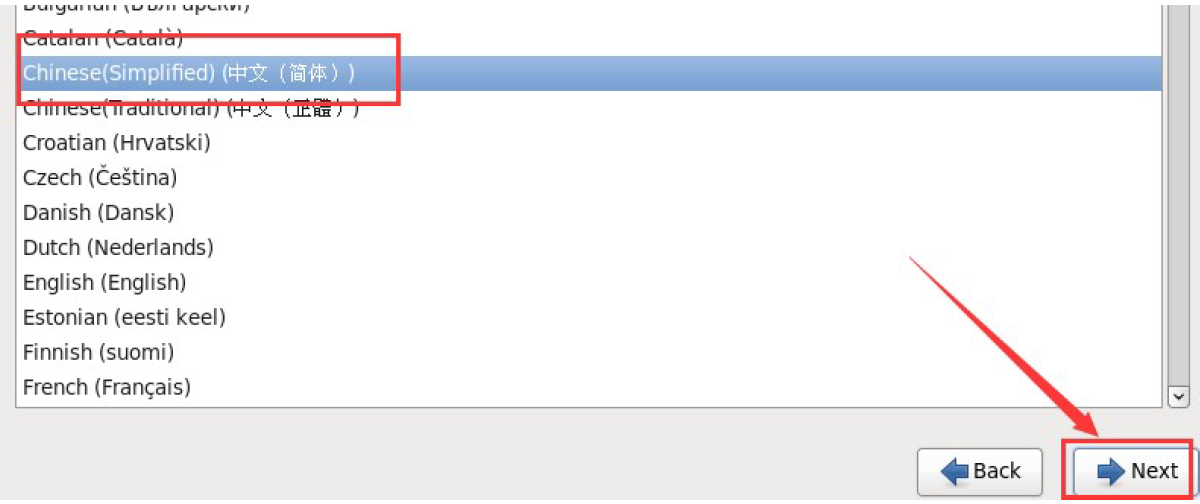 Bulgarian (Български)
Catalan (Català)
Chinese(Simplified) (中文（简体）)
Chinese(Traditional) (中文（正體）)
Croatian (Hrvatski)
Czech (Čeština)
Danish (Dansk)
Dutch (Nederlands)
English (English)
Estonian (eesti keel)
Finnish (suomi)
French (Français)
Back
Next